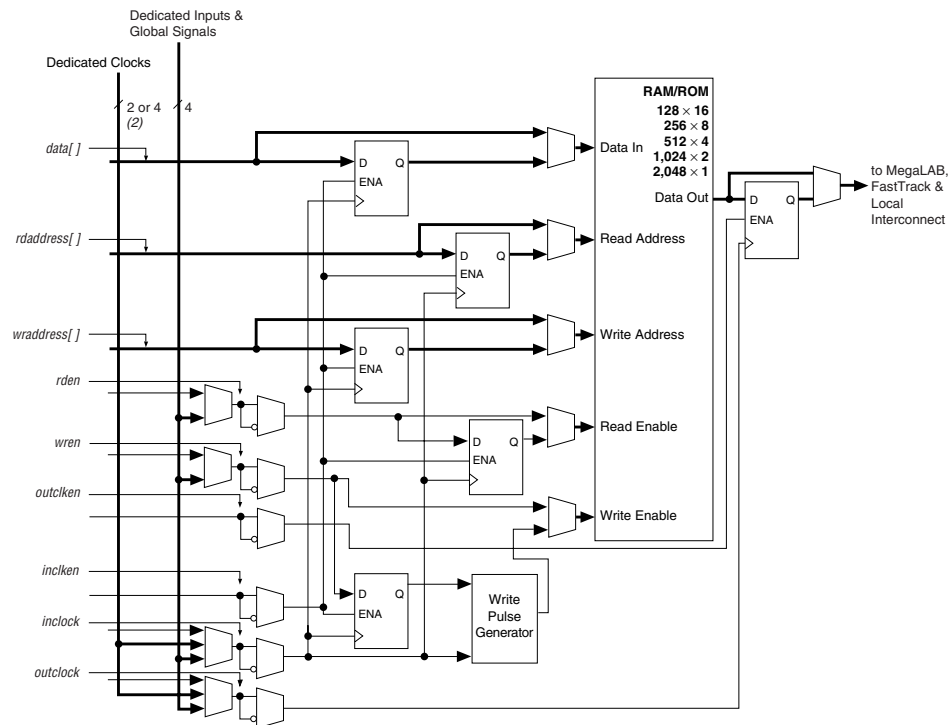 Dedicated Inputs &
Global Signals
Dedicated Clocks
2 or 4
(2)
4
RAM/ROM
128 × 16
256 × 8
512 × 4
1,024 × 2
2,048 × 1
data[ ]
D
Q
ENA
Data In
Data Out
D
Q
ENA
to MegaLAB,
FastTrack &
Local
Interconnect
rdaddress[ ]
D
Q
ENA
Read Address
wraddress[ ]
D
Q
ENA
Write Address
rden
D
Q
ENA
Read Enable
wren
outclken
Write Enable
inclken
D
Q
ENA
Write
Pulse
Generator
inclock
outclock